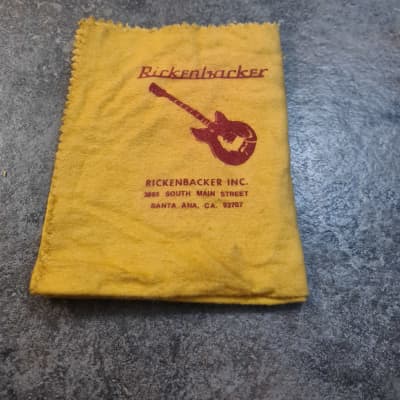 Rickenbacker
RICKENBACKER INC.
3895 SOUTH MAIN STREET
SANTA ANA, CA. 92707